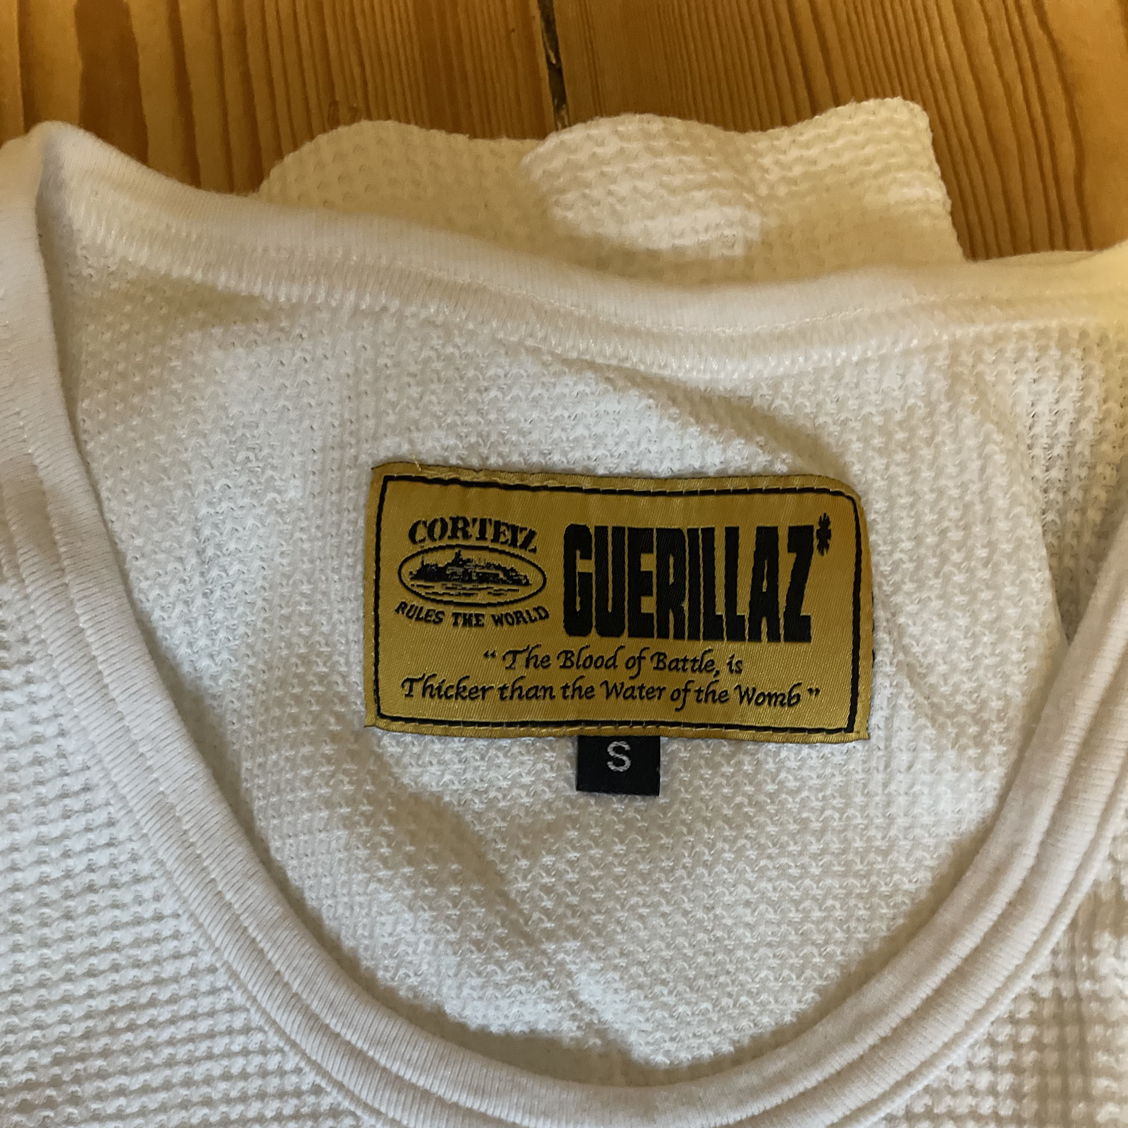 CORTEIZ
RULES THE WORLD
GUERILLAZ*
“ The Blood of Battle, is
Thicker than the Water of the Womb ”
S